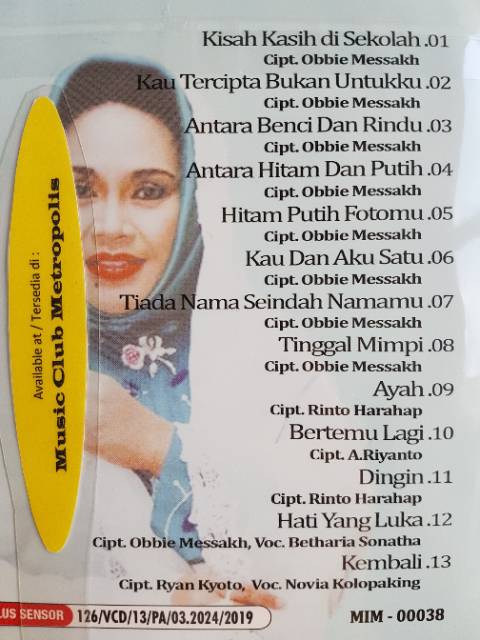 Kisah Kasih di Sekolah .01
Cipt. Obbie Messakh
Kau Tercipta Bukan Untukku .02
Cipt. Obbie Messakh
Antara Benci Dan Rindu .03
Cipt. Obbie Messakh
Antara Hitam Dan Putih .04
Cipt. Obbie Messakh
Hitam Putih Fotomu .05
Cipt. Obbie Messakh
Kau Dan Aku Satu .06
Cipt. Obbie Messakh
Tiada Nama Seindah Namamu .07
Cipt. Obbie Messakh
Tinggal Mimpi .08
Cipt. Obbie Messakh
Ayah .09
Cipt. Rinto Harahap
Bertemu Lagi .10
Cipt. A.Riyanto
Dingin .11
Cipt. Rinto Harahap
Hati Yang Luka .12
Cipt. Obbie Messakh, Voc. Betharia Sonatha
Kembali .13
Cipt. Ryan Kyoto, Voc. Novia Kolopaking
Available at / Tersedia di :
Music Club Metropolis
LUS SENSOR 126/VCD/13/PA/03.2024/2019
MIM - 00038